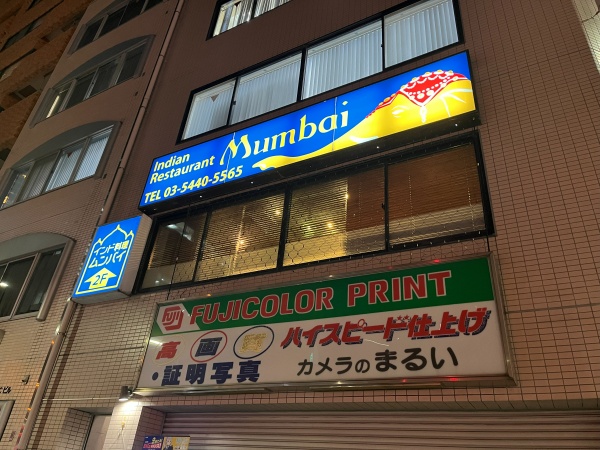 Indian
Restaurant Mumbai
TEL 03-5440-5565
インド料理
ムンバイ
2F
FUJICOLOR PRINT
高画質
ハイスピード仕上げ
・証明写真
カメラのまるい